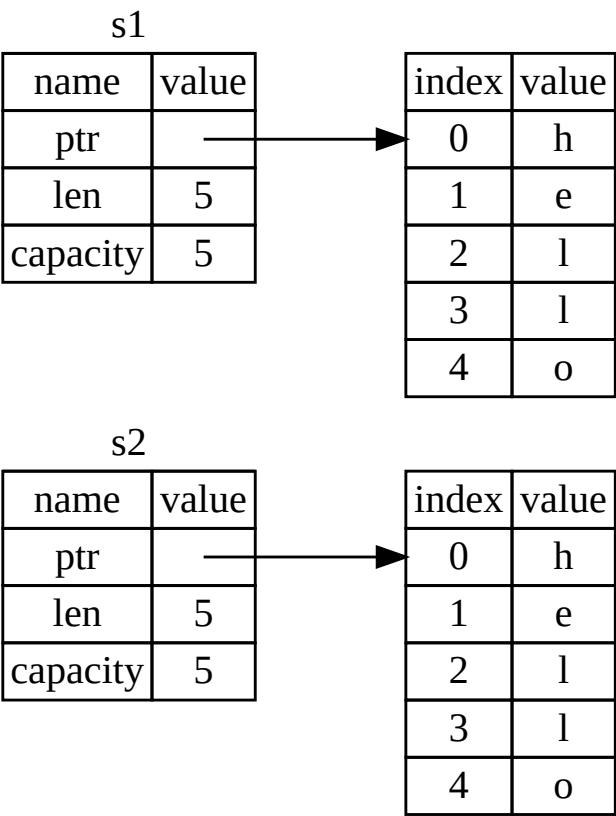 s1
name value
ptr
len 5
capacity 5
index value
0 h
1 e
2 l
3 l
4 o
s2
name value
ptr
len 5
capacity 5
index value
0 h
1 e
2 l
3 l
4 o